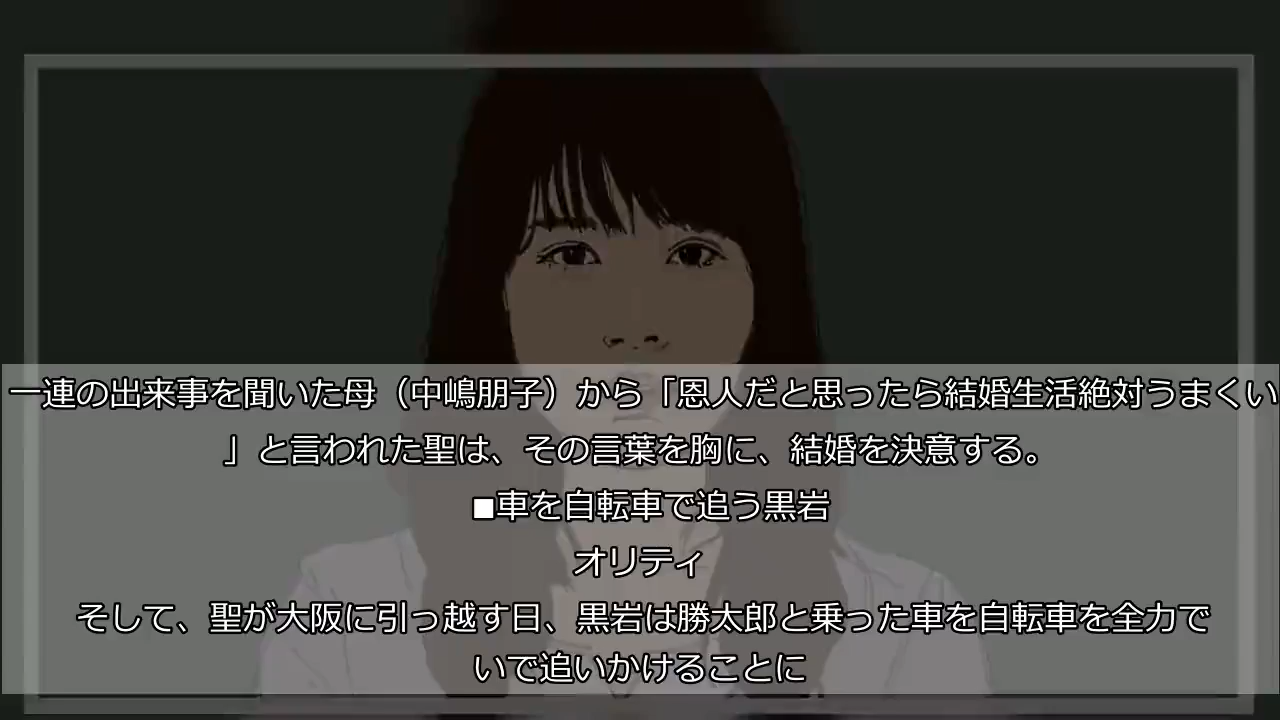 一連の出来事を聞いた母（中嶋朋子）から「恩人だと思ったら結婚生活絶対うまくい
」と言われた聖は、その言葉を胸に、結婚を決意する。
■車を自転車で追う黒岩
オリティ
そして、聖が大阪に引っ越す日、黒岩は勝太郎と乗った車を自転車を全力で
いで追いかけることに